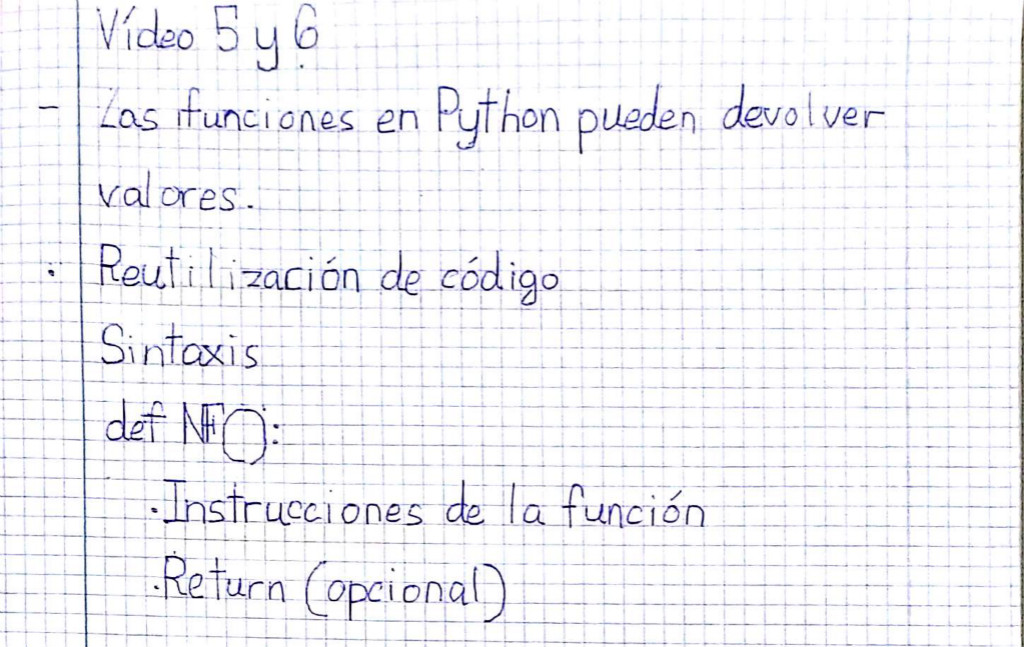 Vídeo 5 y 6
- Las funciones en Python pueden devolver
valores.
: Reutilización de código
Sintaxis
def NF():
.Instrucciones de la función
.Return (opcional)